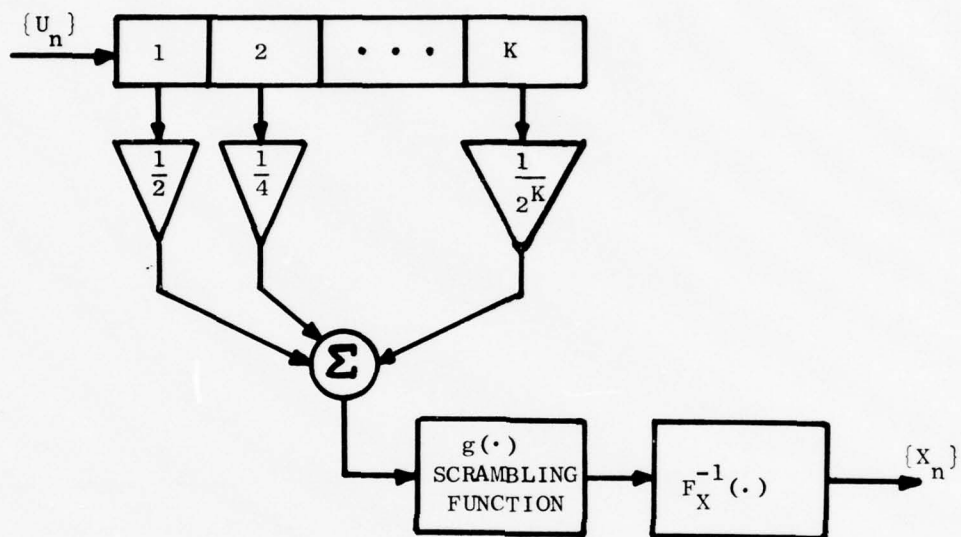 {U_n}
1 2 • • • K
1/2 1/4 1/2^K
Σ
g(·)
SCRAMBLING
FUNCTION
F_X^{-1}(·)
{X_n}